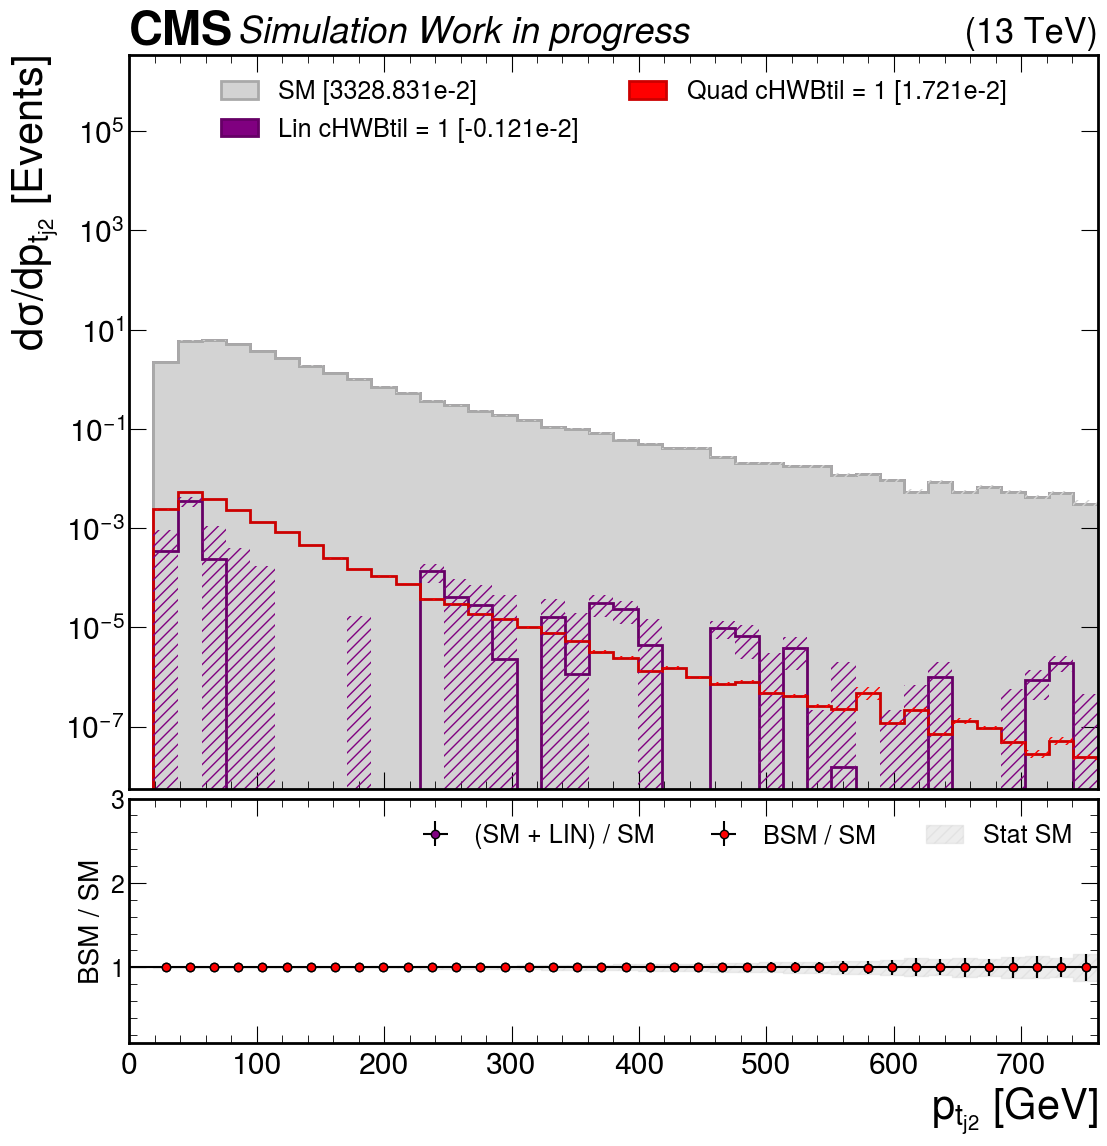 CMS Simulation Work in progress (13 TeV)
SM [3328.831e-2]
Quad cHWBtil = 1 [1.721e-2]
Lin cHWBtil = 1 [-0.121e-2]
dσ/dp_{t_{j2}} [Events]
10^5
10^3
10^1
10^{−1}
10^{−3}
10^{−5}
10^{−7}
(SM + LIN) / SM
BSM / SM
Stat SM
BSM / SM
3
2
1
0 100 200 300 400 500 600 700
p_{t_{j2}} [GeV]